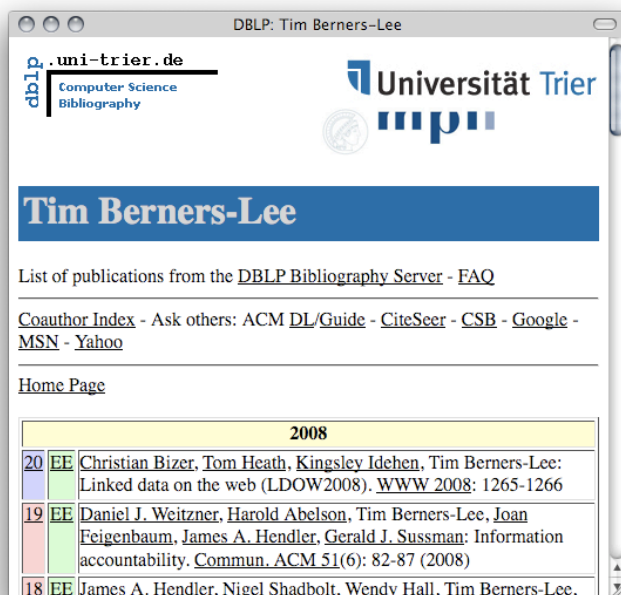 DBLP: Tim Berners-Lee
dblp .uni-trier.de
Computer Science
Bibliography
Universität Trier
mpii
Tim Berners-Lee
List of publications from the DBLP Bibliography Server - FAQ
Coauthor Index - Ask others: ACM DL/Guide - CiteSeer - CSB - Google -
MSN - Yahoo
Home Page
2008
20 EE Christian Bizer, Tom Heath, Kingsley Idehen, Tim Berners-Lee:
Linked data on the web (LDOW2008). WWW 2008: 1265-1266
19 EE Daniel J. Weitzner, Harold Abelson, Tim Berners-Lee, Joan
Feigenbaum, James A. Hendler, Gerald J. Sussman: Information
accountability. Commun. ACM 51(6): 82-87 (2008)
18 EE James A. Hendler, Nigel Shadbolt, Wendy Hall, Tim Berners-Lee,